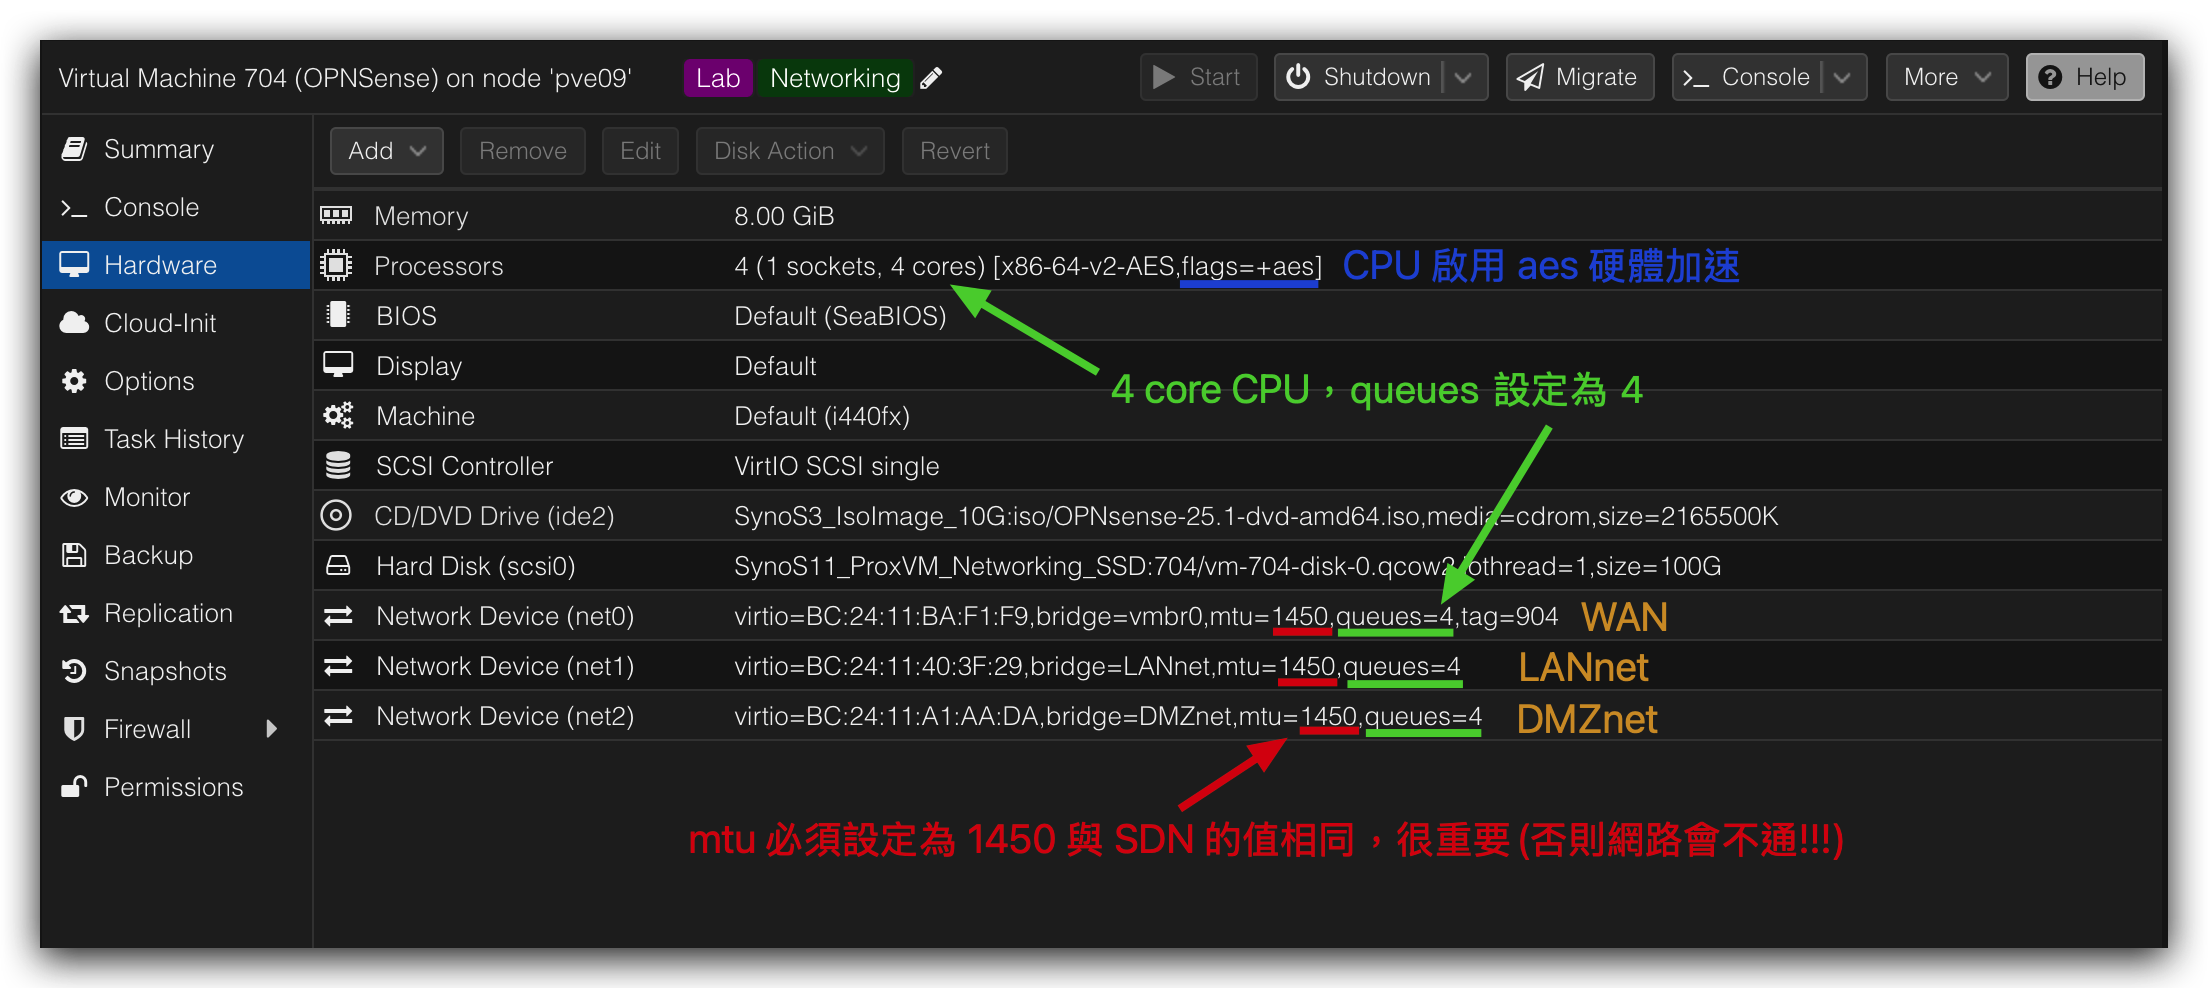 Virtual Machine 704 (OPNSense) on node 'pve09' Lab Networking Start Shutdown Migrate Console More Help
Add Remove Edit Disk Action Revert
Summary
Console
Hardware
Cloud-Init
Options
Task History
Monitor
Backup
Replication
Snapshots
Firewall
Permissions
Memory 8.00 GiB
Processors 4 (1 sockets, 4 cores) [x86-64-v2-AES,flags=+aes] CPU 啟用 aes 硬體加速
BIOS Default (SeaBIOS)
Display Default
4 core CPU，queues 設定為 4
Machine Default (i440fx)
SCSI Controller VirtIO SCSI single
CD/DVD Drive (ide2) SynoS3_IsoImage_10G:iso/OPNsense-25.1-dvd-amd64.iso,media=cdrom,size=2165500K
Hard Disk (scsi0) SynoS11_ProxVM_Networking_SSD:704/vm-704-disk-0.qcow2,iothread=1,size=100G
Network Device (net0) virtio=BC:24:11:BA:F1:F9,bridge=vmbr0,mtu=1450,queues=4,tag=904 WAN
Network Device (net1) virtio=BC:24:11:40:3F:29,bridge=LANnet,mtu=1450,queues=4 LANnet
Network Device (net2) virtio=BC:24:11:A1:AA:DA,bridge=DMZnet,mtu=1450,queues=4 DMZnet
mtu 必須設定為 1450 與 SDN 的值相同，很重要 (否則網路會不通!!!)